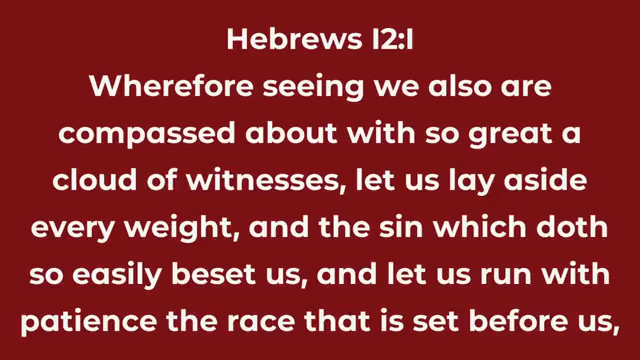 Hebrews 12:1
Wherefore seeing we also are
compassed about with so great a
cloud of witnesses, let us lay aside
every weight, and the sin which doth
so easily beset us, and let us run with
patience the race that is set before us,